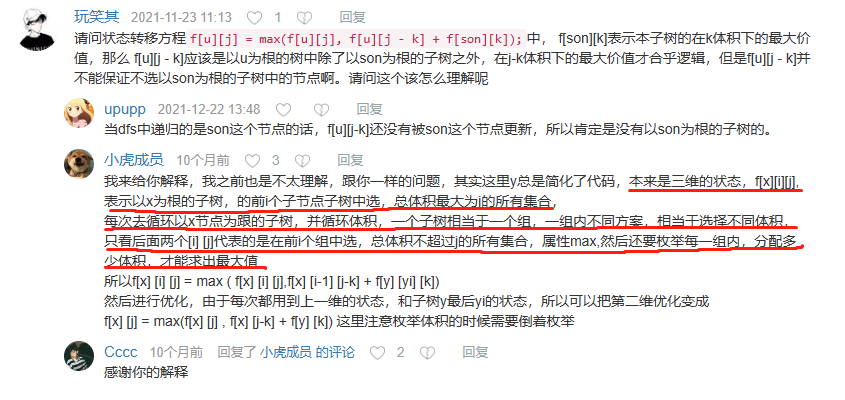 玩笑其 2021-11-23 11:13 1 回复
请问状态转移方程 f[u][j] = max(f[u][j], f[u][j - k] + f[son][k]); 中， f[son][k]表示本子树的在k体积下的最大价
值，那么 f[u][j - k]应该是以u为根的树中除了以son为根的子树之外，在j-k体积下的最大价值才合乎逻辑，但是f[u][j - k]并
不能保证不选以son为根的子树中的节点啊。请问这个该怎么理解呢
upupp 2021-12-22 13:48 回复
当dfs中递归的是son这个节点的话，f[u][j-k]还没有被son这个节点更新，所以肯定是没有以son为根的子树的。
小虎成员 10个月前 3 回复
我来给你解释，我之前也是不太理解，跟你一样的问题，其实这里y总是简化了代码，本来是三维的状态，f[x][i][j],
表示以x为根的子树，的前i个子节点子树中选，总体积最大为j的所有集合，
每次去循环以x节点为跟的子树，并循环体积，一个子树相当于一个组，一组内不同方案，相当于选择不同体积，
只看后面两个[i] [j]代表的是在前i个组中选，总体积不超过j的所有集合，属性max,然后还要枚举每一组内，分配多
少体积，才能求出最大值
所以f[x] [i] [j] = max ( f[x] [i] [j],f[x] [i-1] [j-k] + f[y] [yi] [k])
然后进行优化，由于每次都用到上一维的状态，和子树y最后yi的状态，所以可以把第二维优化变成
f[x] [j] = max(f[x] [j] , f[x] [j-k] + f[y] [k]) 这里注意枚举体积的时候需要倒着枚举
Cccc 10个月前 回复了 小虎成员 的评论 2 回复
感谢你的解释